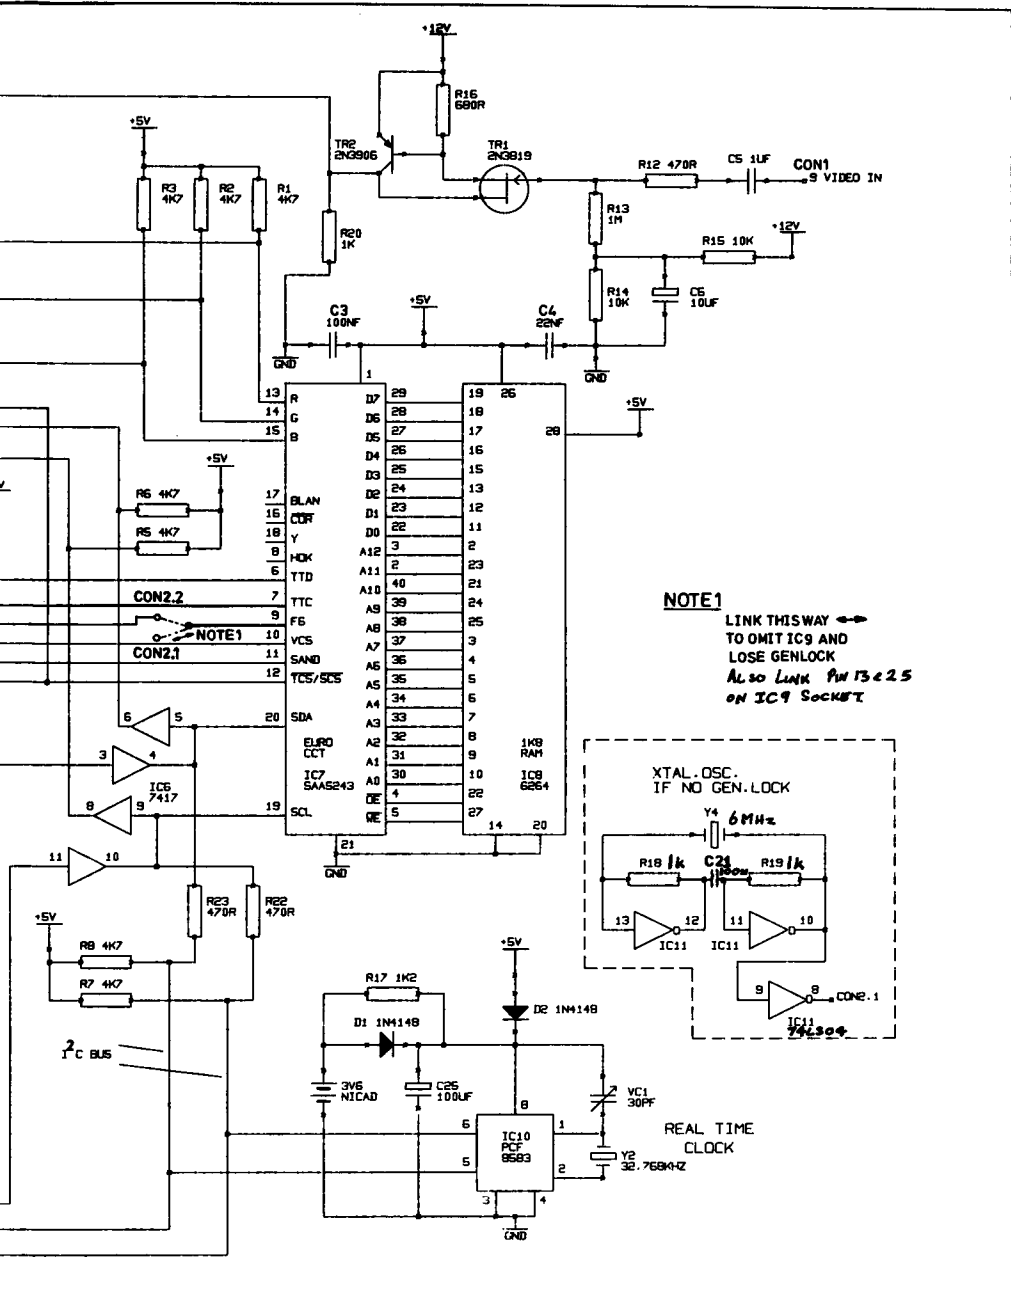 +12V
R16
680R
+5V
TR2
2N3906
TR1
2N3819
R12 470R
C5 1UF
CON1
9 VIDEO IN
R3
4K7
R2
4K7
R1
4K7
R20
1K
R13
1M
+12V
R15 10K
R14
10K
C6
10UF
C3
100NF
+5V
C4
22NF
GND
GND
1
26
+5V
28
13 R
14 G
15 B
D7 29 19
D6 28 18
D5 27 17
D4 26 16
D3 25 15
D2 24 13
D1 23 12
D0 22 11
A12 3 2
A11 2 23
A10 40 21
A9 39 24
A8 38 25
A7 37 3
A6 36 4
A5 35 5
A4 34 6
A3 33 7
A2 32 8
A1 31 9
A0 30 10
OE 4 22
WE 5 27
+5V
R6 4K7
R5 4K7
17 BLAN
16 COR
18 Y
8 HOK
6 TTD
7 TTC
9 FG
10 VCS
11 SAND
12 TCS/SCS
20 SDA
19 SCL
CON2.2
NOTE1
CON2.1
EURO
CCT
IC7
SAA5243
21
GND
1K8
RAM
IC8
6264
14 20
6 5
3 4
IC6
7417
8 9
11 10
NOTE1
LINK THIS WAY ↔
TO OMIT IC9 AND
LOSE GENLOCK
ALSO LINK PIN 13 & 25
ON IC9 SOCKET
XTAL.OSC.
IF NO GEN.LOCK
Y4 6MHz
R18 1k
C21
100n
R19 1k
13 12
IC11
11 10
IC11
9 8
CON2.1
IC11
74LS04
R23
470R
R22
470R
+5V
R8 4K7
R7 4K7
I²C BUS
+5V
R17 1K2
D1 1N4148
D2 1N4148
3V6
NICAD
C25
100UF
VC1
30PF
8
6 1
5 2
3 4
IC10
PCF
8583
Y2
32.768KHZ
GND
REAL TIME
CLOCK